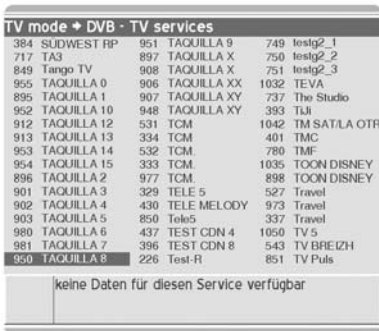 TV mode → DVB - TV services
384 SÜDWEST RP 951 TAQUILLA 9 749 testg2_1
717 TA3 897 TAQUILLA X 750 testg2_2
849 Tango TV 908 TAQUILLA X 751 testg2_3
955 TAQUILLA 0 906 TAQUILLA XX 1032 TEVA
895 TAQUILLA 1 907 TAQUILLA XY 737 The Studio
952 TAQUILLA 10 948 TAQUILLA XY 393 TiJi
912 TAQUILLA 12 531 TCM 1042 TM SAT/LA OTR
913 TAQUILLA 13 334 TCM 401 TMC
953 TAQUILLA 14 532 TCM. 780 TMF
954 TAQUILLA 15 333 TCM. 1035 TOON DISNEY
896 TAQUILLA 2 977 TCM. 898 TOON DISNEY
901 TAQUILLA 3 329 TELE 5 527 Travel
902 TAQUILLA 4 430 TELE MELODY 973 Travel
903 TAQUILLA 5 850 Tele5 337 Travel
980 TAQUILLA 6 437 TEST CDN 4 1050 TV 5
981 TAQUILLA 7 396 TEST CDN 8 543 TV BREIZH
950 TAQUILLA 8 226 Test-R 851 TV Puls
keine Daten für diesen Service verfügbar